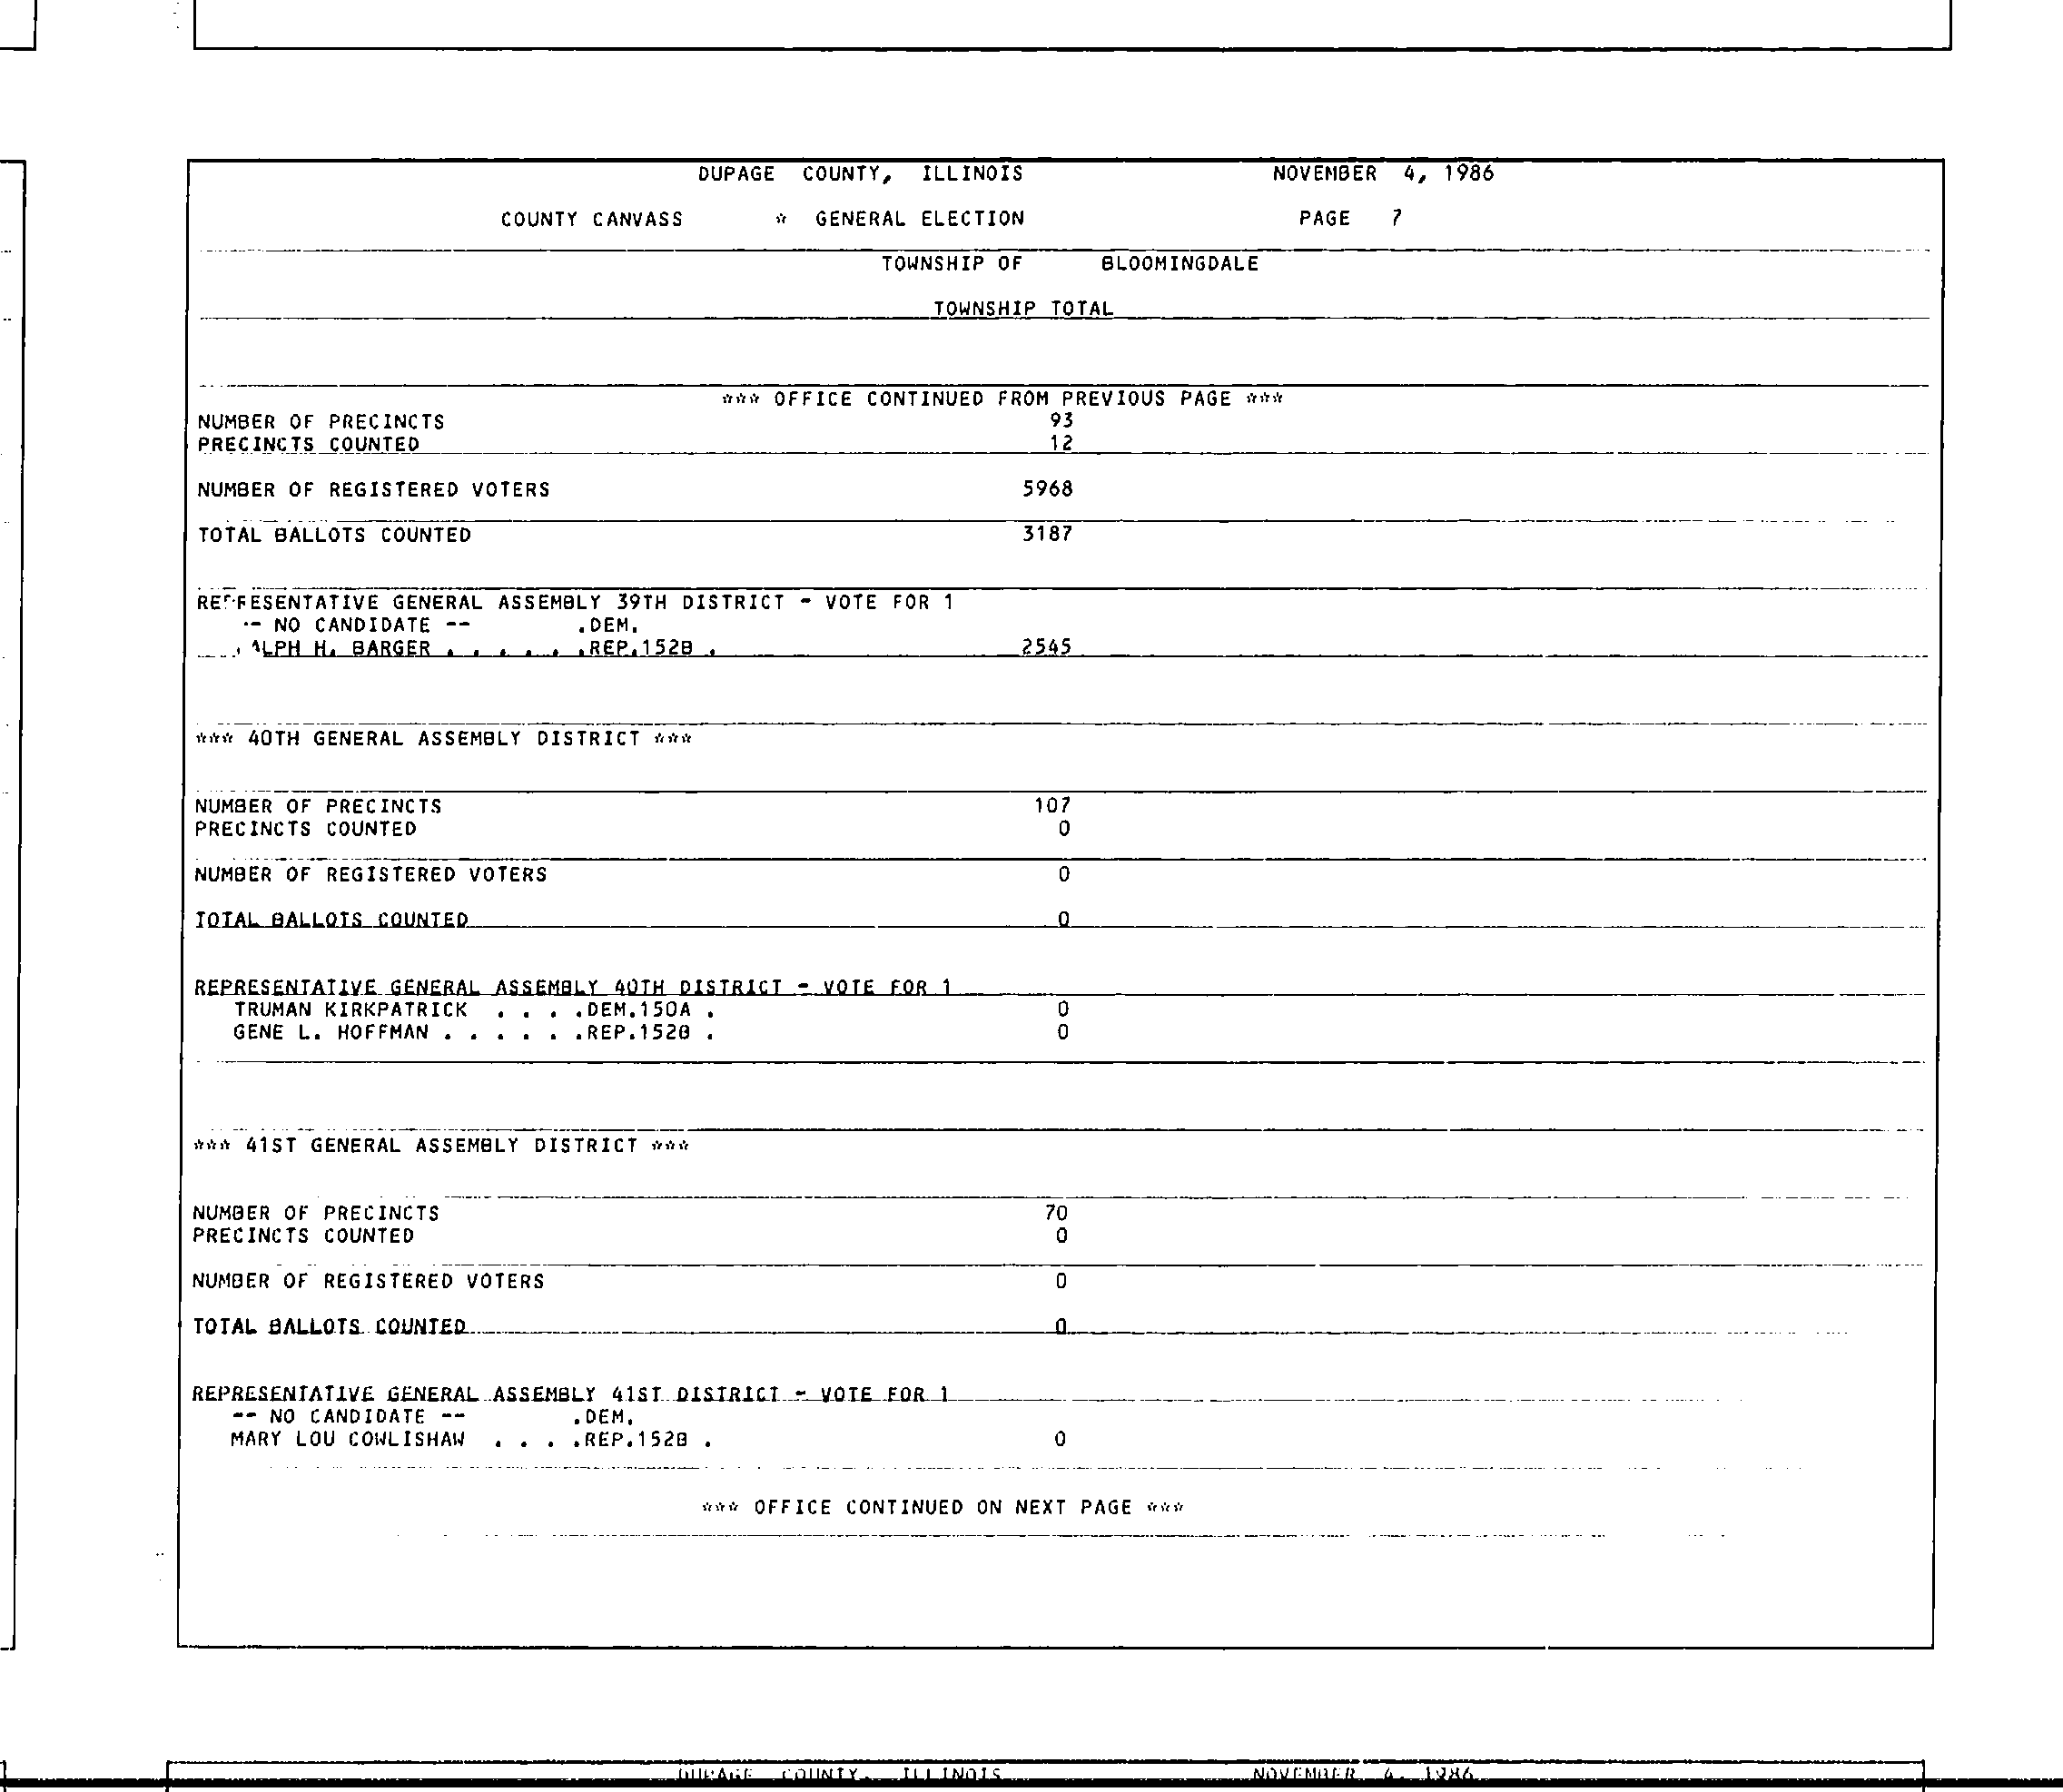 DUPAGE COUNTY, ILLINOIS NOVEMBER 4, 1986
COUNTY CANVASS * GENERAL ELECTION PAGE 7
TOWNSHIP OF BLOOMINGDALE
TOWNSHIP TOTAL
*** OFFICE CONTINUED FROM PREVIOUS PAGE ***
NUMBER OF PRECINCTS 93
PRECINCTS COUNTED 12
NUMBER OF REGISTERED VOTERS 5968
TOTAL BALLOTS COUNTED 3187
REPRESENTATIVE GENERAL ASSEMBLY 39TH DISTRICT - VOTE FOR 1
-- NO CANDIDATE -- .DEM.
ALPH H. BARGER . . . . . .REP.152B . 2545
*** 40TH GENERAL ASSEMBLY DISTRICT ***
NUMBER OF PRECINCTS 107
PRECINCTS COUNTED 0
NUMBER OF REGISTERED VOTERS 0
TOTAL BALLOTS COUNTED 0
REPRESENTATIVE GENERAL ASSEMBLY 40TH DISTRICT - VOTE FOR 1
TRUMAN KIRKPATRICK . . . .DEM.150A . 0
GENE L. HOFFMAN . . . . . .REP.152B . 0
*** 41ST GENERAL ASSEMBLY DISTRICT ***
NUMBER OF PRECINCTS 70
PRECINCTS COUNTED 0
NUMBER OF REGISTERED VOTERS 0
TOTAL BALLOTS COUNTED 0
REPRESENTATIVE GENERAL ASSEMBLY 41ST DISTRICT - VOTE FOR 1
-- NO CANDIDATE -- .DEM.
MARY LOU COWLISHAW . . . .REP.152B . 0
*** OFFICE CONTINUED ON NEXT PAGE ***
DUPAGE COUNTY, ILLINOIS NOVEMBER 4, 1986